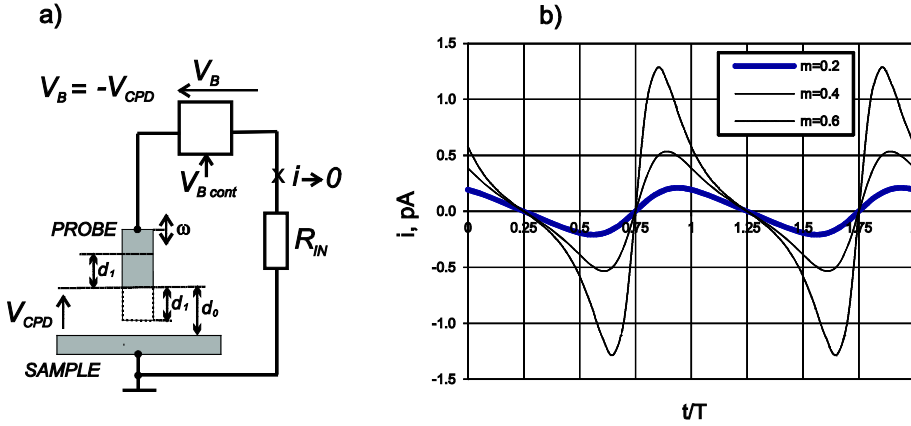 a)
V_B = -V_CPD
V_B
V_B cont
i→0
R_IN
PROBE
ω
d_1
d_1
d_0
V_CPD
SAMPLE
b)
1.5
1.0
0.5
0.0
-0.5
-1.0
-1.5
i, pA
0 0.25 0.5 0.75 1 1.25 1.5 1.75 2
m=0.2
m=0.4
m=0.6
t/T